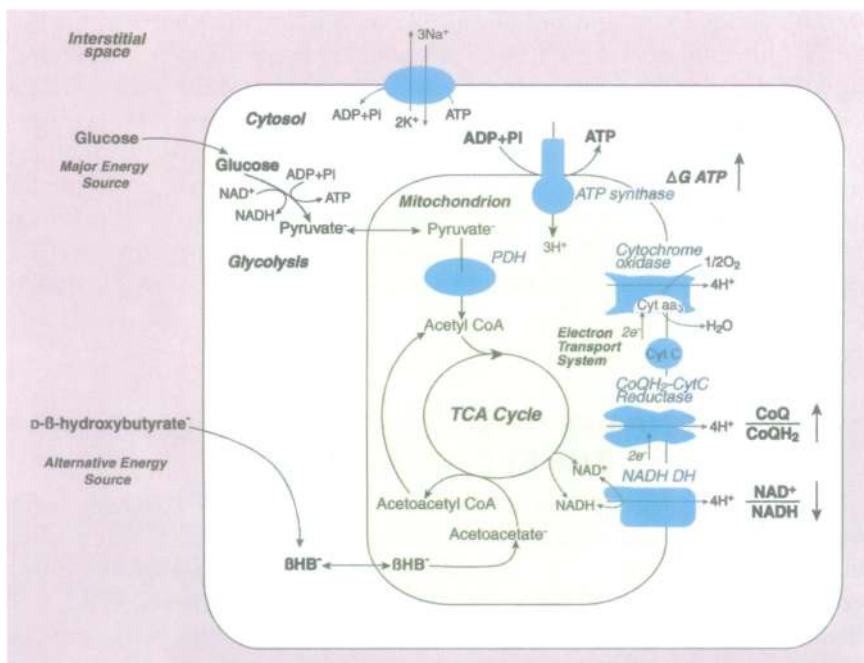 Interstitial
space
3Na⁺
ADP+Pi
2K⁺
ATP
Cytosol
Glucose
Major Energy
Source
Glucose
ADP+Pi
NAD⁺
ATP
NADH
Pyruvate⁻
Glycolysis
ADP+Pi
ATP
Δ G ATP
ATP synthase
3H⁺
Mitochondrion
Pyruvate⁻
PDH
Acetyl CoA
Cytochrome
oxidase
1/2O₂
4H⁺
Cyt aa₃
H₂O
2e⁻
Electron
Transport
System
Cyt C
CoQH₂-CytC
Reductase
4H⁺
CoQ
CoQH₂
2e⁻
TCA Cycle
NAD⁺
NADH
NADH DH
4H⁺
NAD⁺
NADH
D-ß-hydroxybutyrate⁻
Alternative Energy
Source
Acetoacetyl CoA
Acetoacetate⁻
ßHB⁻
ßHB⁻